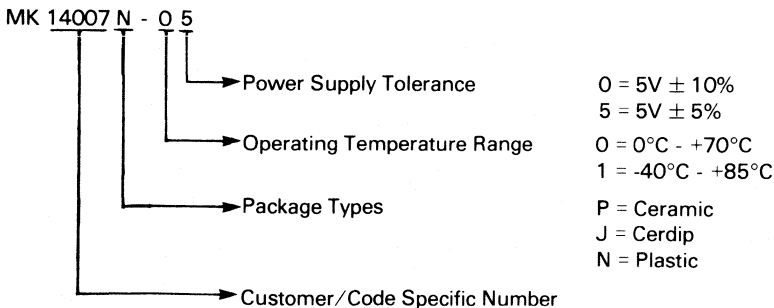 MK 14007 N - 0 5
Power Supply Tolerance
0 = 5V ± 10%
5 = 5V ± 5%
Operating Temperature Range
0 = 0°C - +70°C
1 = -40°C - +85°C
Package Types
P = Ceramic
J = Cerdip
N = Plastic
Customer/Code Specific Number